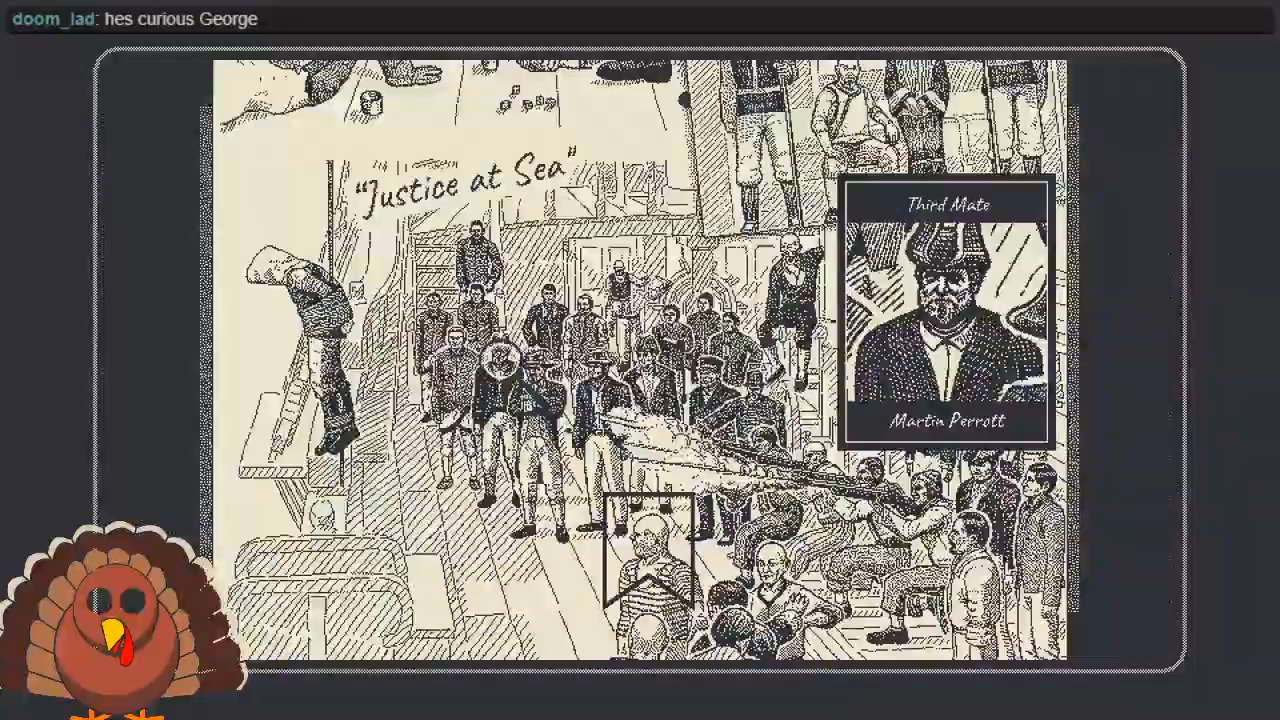 doom_lad: hes curious George
"Justice at Sea"
Third Mate
Martin Perrott